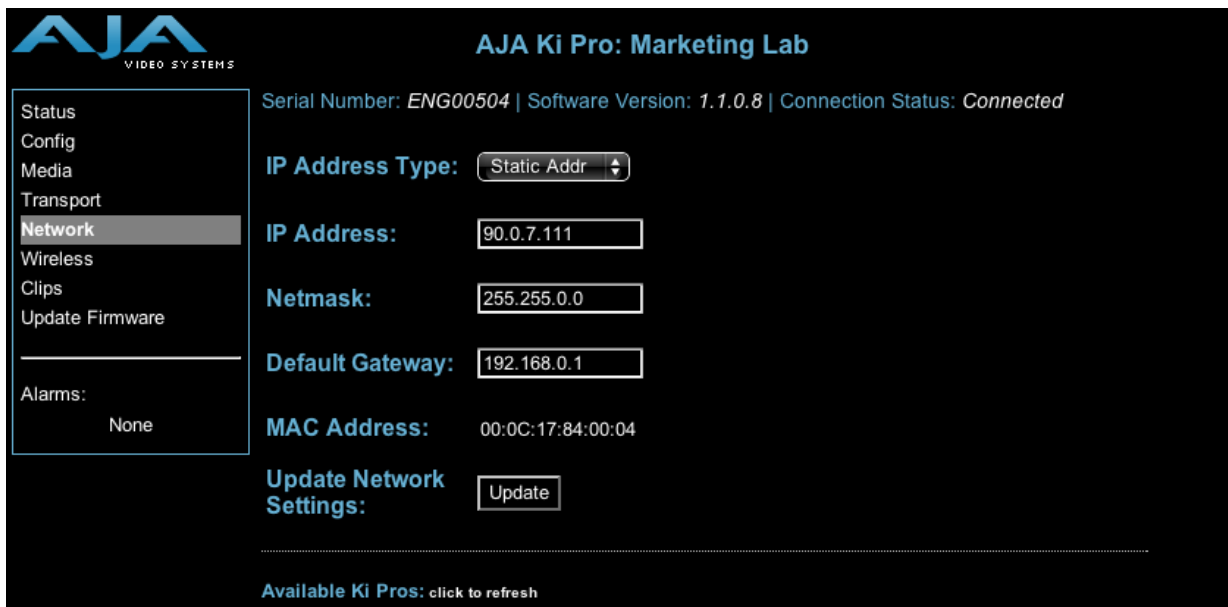 AJA
VIDEO SYSTEMS
AJA Ki Pro: Marketing Lab
Status
Config
Media
Transport
Network
Wireless
Clips
Update Firmware
Alarms:
None
Serial Number: ENG00504 | Software Version: 1.1.0.8 | Connection Status: Connected
IP Address Type: Static Addr
IP Address: 90.0.7.111
Netmask: 255.255.0.0
Default Gateway: 192.168.0.1
MAC Address: 00:0C:17:84:00:04
Update Network
Settings: Update
Available Ki Pros: click to refresh